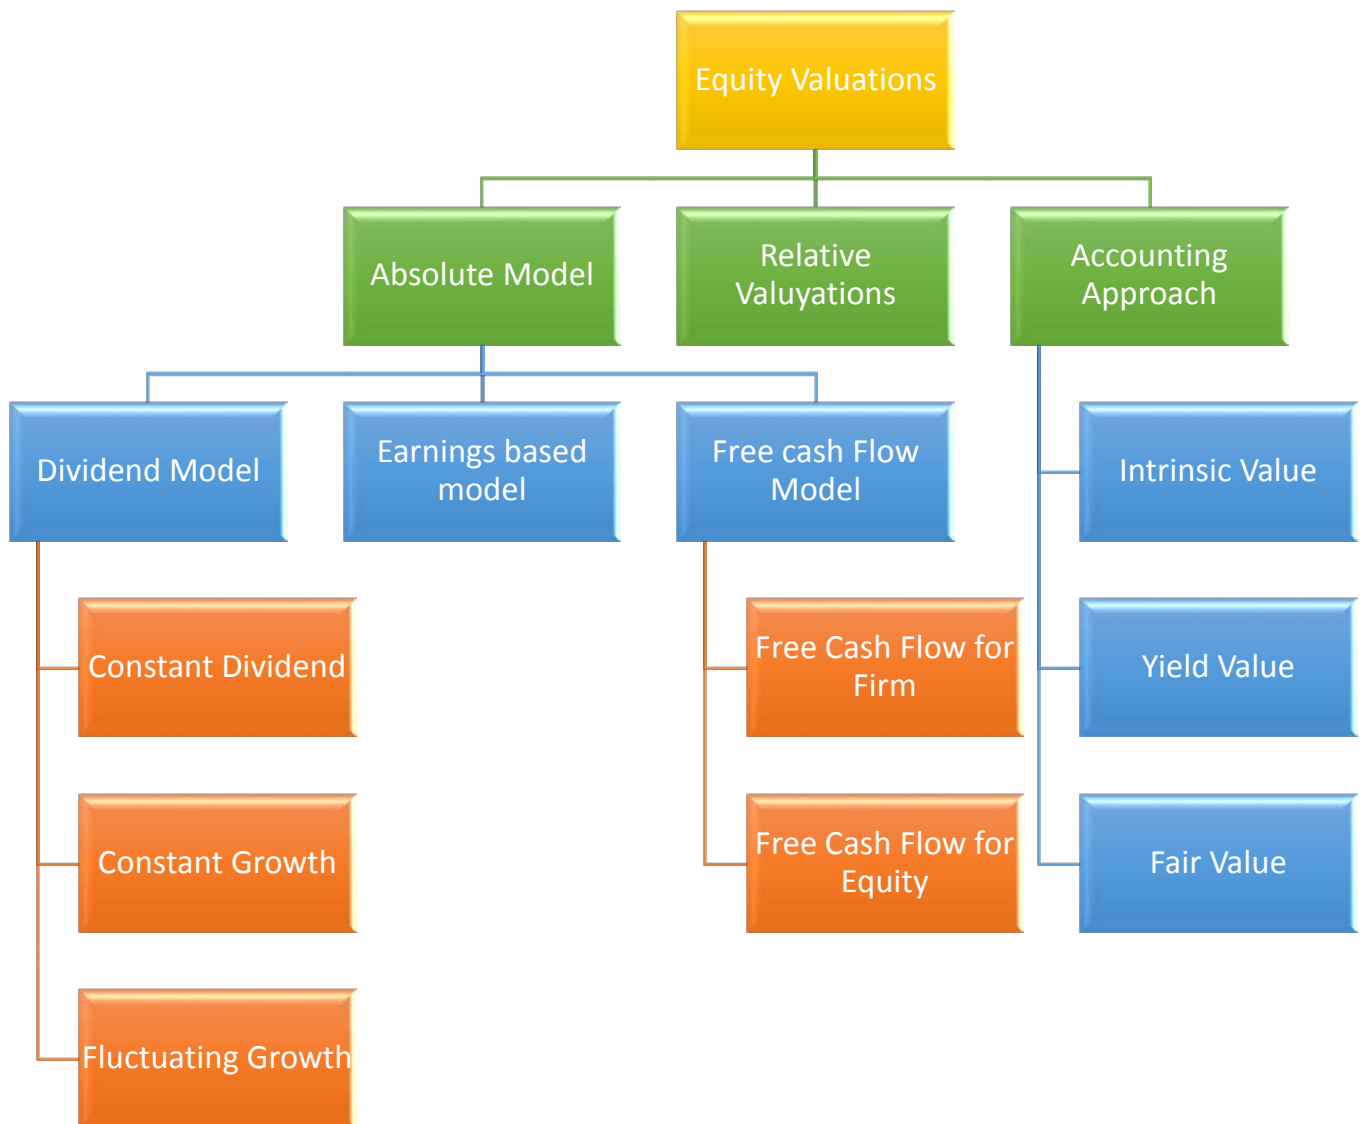 Equity Valuations
Absolute Model
Relative
Valuyations
Accounting
Approach
Dividend Model
Earnings based
model
Free cash Flow
Model
Intrinsic Value
Constant Dividend
Free Cash Flow for
Firm
Yield Value
Constant Growth
Free Cash Flow for
Equity
Fair Value
Fluctuating Growth